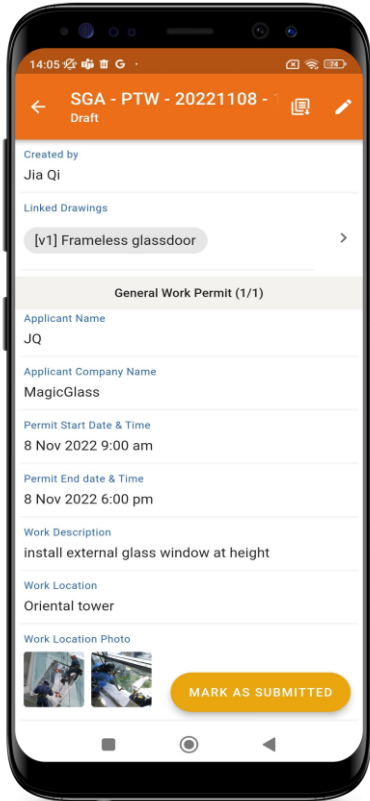 14:05 G
74
SGA - PTW - 20221108 -
Draft
Created by
Jia Qi
Linked Drawings
[v1] Frameless glassdoor
General Work Permit (1/1)
Applicant Name
JQ
Applicant Company Name
MagicGlass
Permit Start Date & Time
8 Nov 2022 9:00 am
Permit End date & Time
8 Nov 2022 6:00 pm
Work Description
install external glass window at height
Work Location
Oriental tower
Work Location Photo
MARK AS SUBMITTED